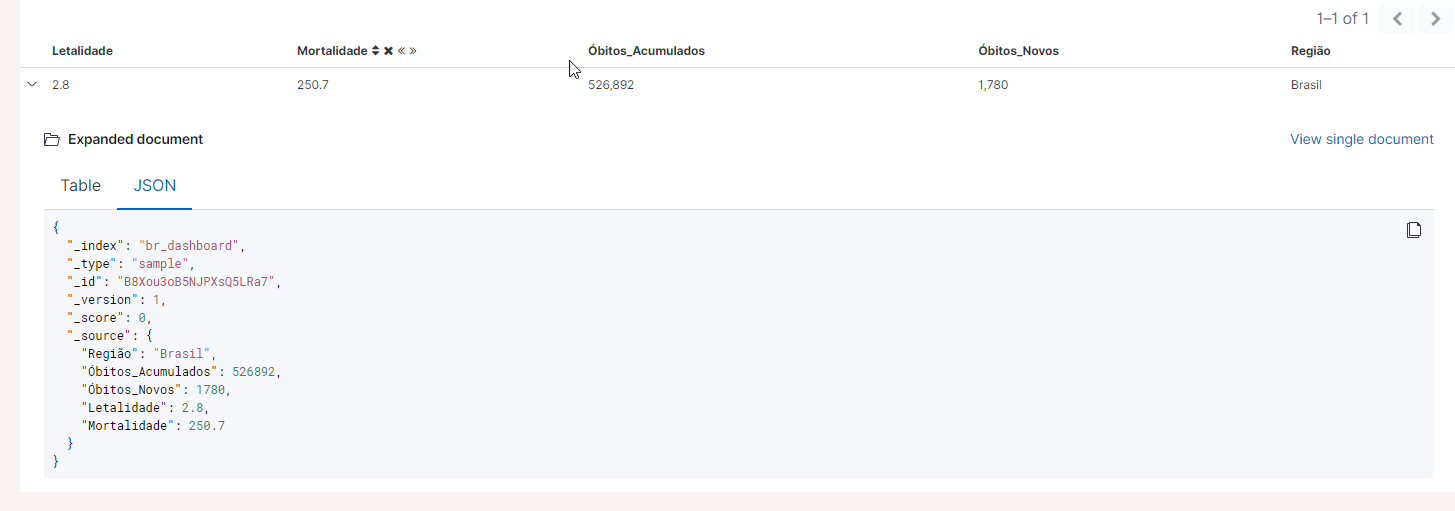 1–1 of 1
Letalidade Mortalidade Óbitos_Acumulados Óbitos_Novos Região
2.8 250.7 526,892 1,780 Brasil
Expanded document View single document
Table JSON
{
  "_index": "br_dashboard",
  "_type": "sample",
  "_id": "B8Xou3oB5NJPXsQ5LRa7",
  "_version": 1,
  "_score": 0,
  "_source": {
    "Região": "Brasil",
    "Óbitos_Acumulados": 526892,
    "Óbitos_Novos": 1780,
    "Letalidade": 2.8,
    "Mortalidade": 250.7
  }
}